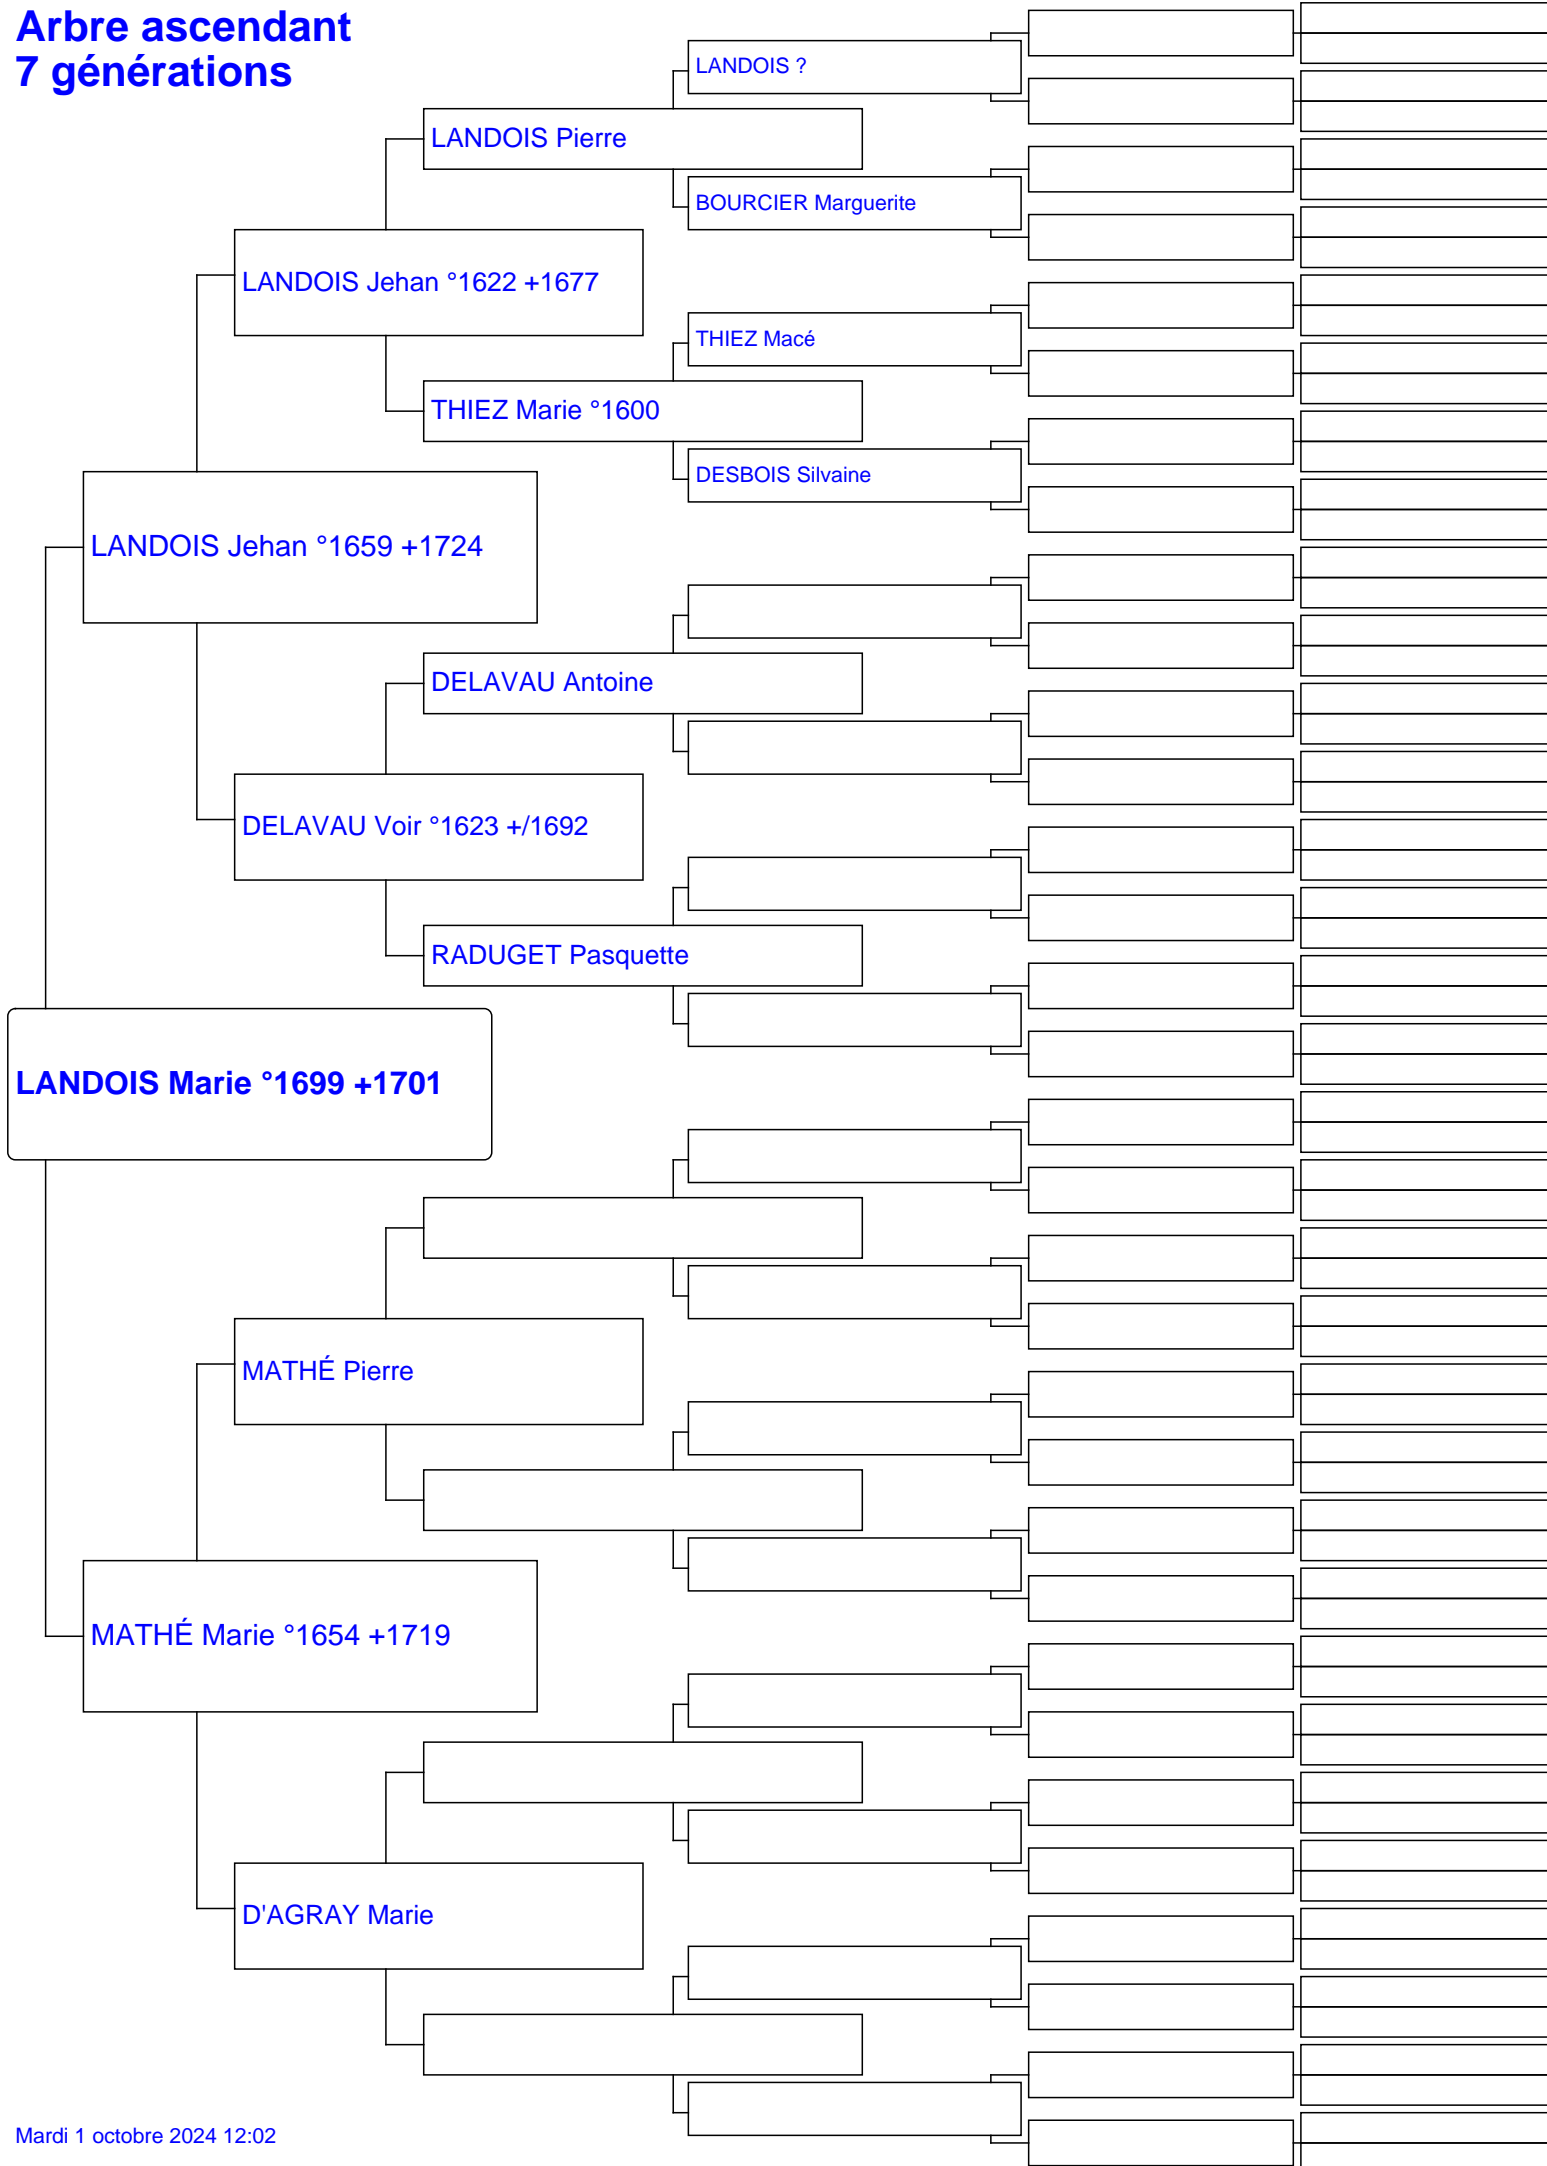 Arbre ascendant
7 générations
LANDOIS ?
LANDOIS Pierre
BOURCIER Marguerite
LANDOIS Jehan °1622 +1677
THIEZ Macé
THIEZ Marie °1600
DESBOIS Silvaine
LANDOIS Jehan °1659 +1724
DELAVAU Antoine
DELAVAU Voir °1623 +/1692
RADUGET Pasquette
LANDOIS Marie °1699 +1701
MATHÉ Pierre
MATHÉ Marie °1654 +1719
D'AGRAY Marie
Mardi 1 octobre 2024 12:02